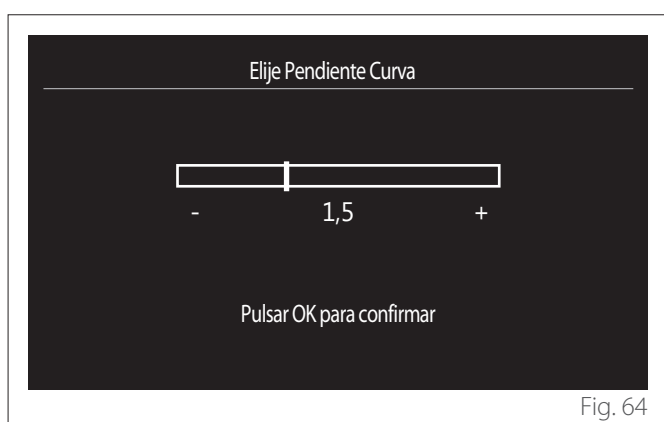 Elije Pendiente Curva
- 1,5 +
Pulsar OK para confirmar
Fig. 64